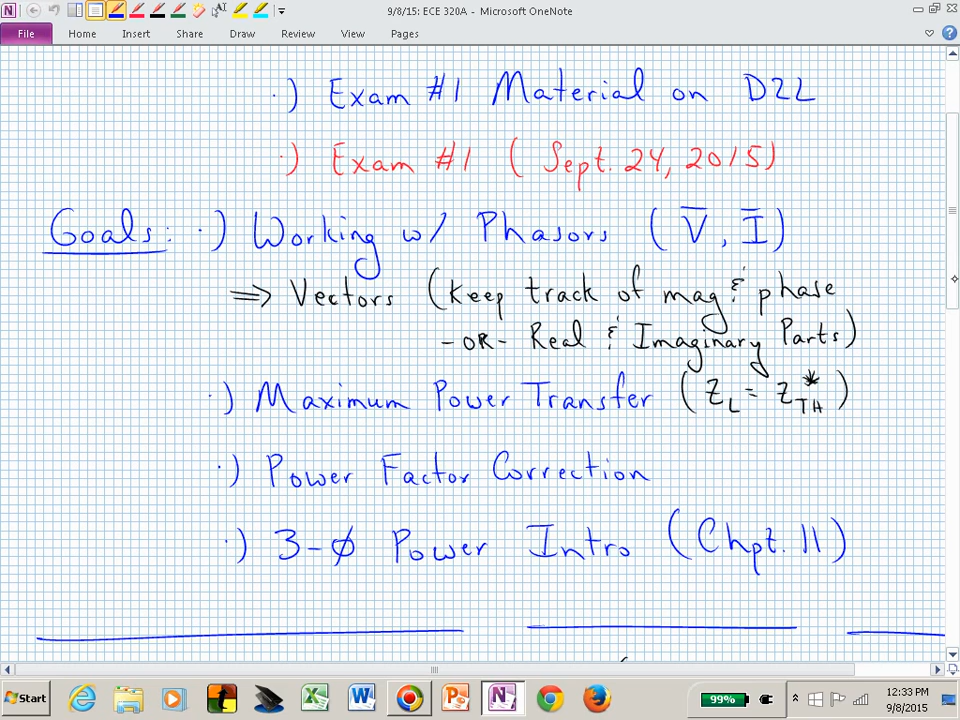 9/8/15: ECE 320A - Microsoft OneNote
File Home Insert Share Draw Review View Pages
·) Exam #1 Material on D2L
·) Exam #1 (Sept. 24, 2015)
Goals: ·) Working w/ Phasors (V̅, I̅)
⇒ Vectors (keep track of mag & phase
-OR- Real & Imaginary Parts)
·) Maximum Power Transfer (Z_L = Z_TH*)
·) Power Factor Correction
·) 3-ϕ Power Intro (Chpt. 11)
Start 99% 12:33 PM
9/8/2015